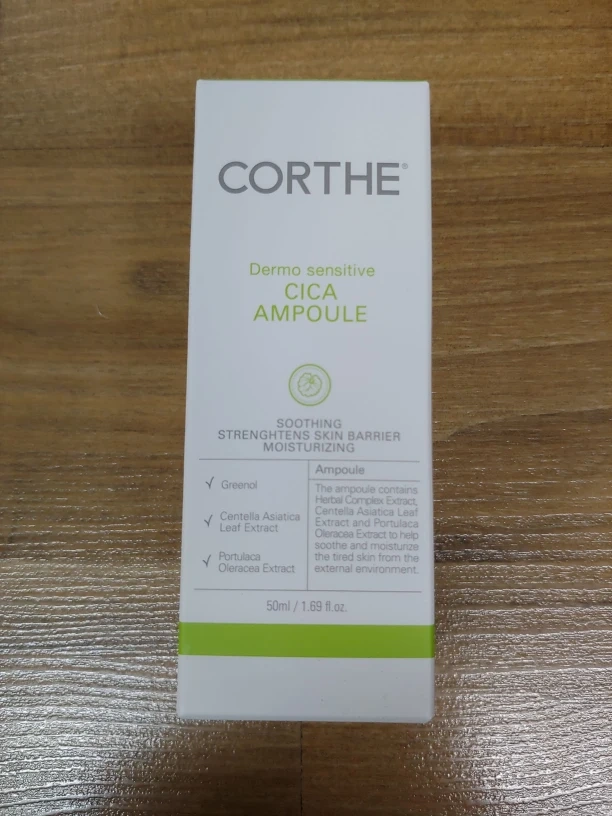 CORTHE®
Dermo sensitive
CICA
AMPOULE
SOOTHING
STRENGHTENS SKIN BARRIER
MOISTURIZING
✓ Greenol
✓ Centella Asiatica
Leaf Extract
✓ Portulaca
Oleracea Extract
Ampoule
The ampoule contains
Herbal Complex Extract,
Centella Asiatica Leaf
Extract and Portulaca
Oleracea Extract to help
soothe and moisturize
the tired skin from the
external environment.
50ml / 1.69 fl.oz.